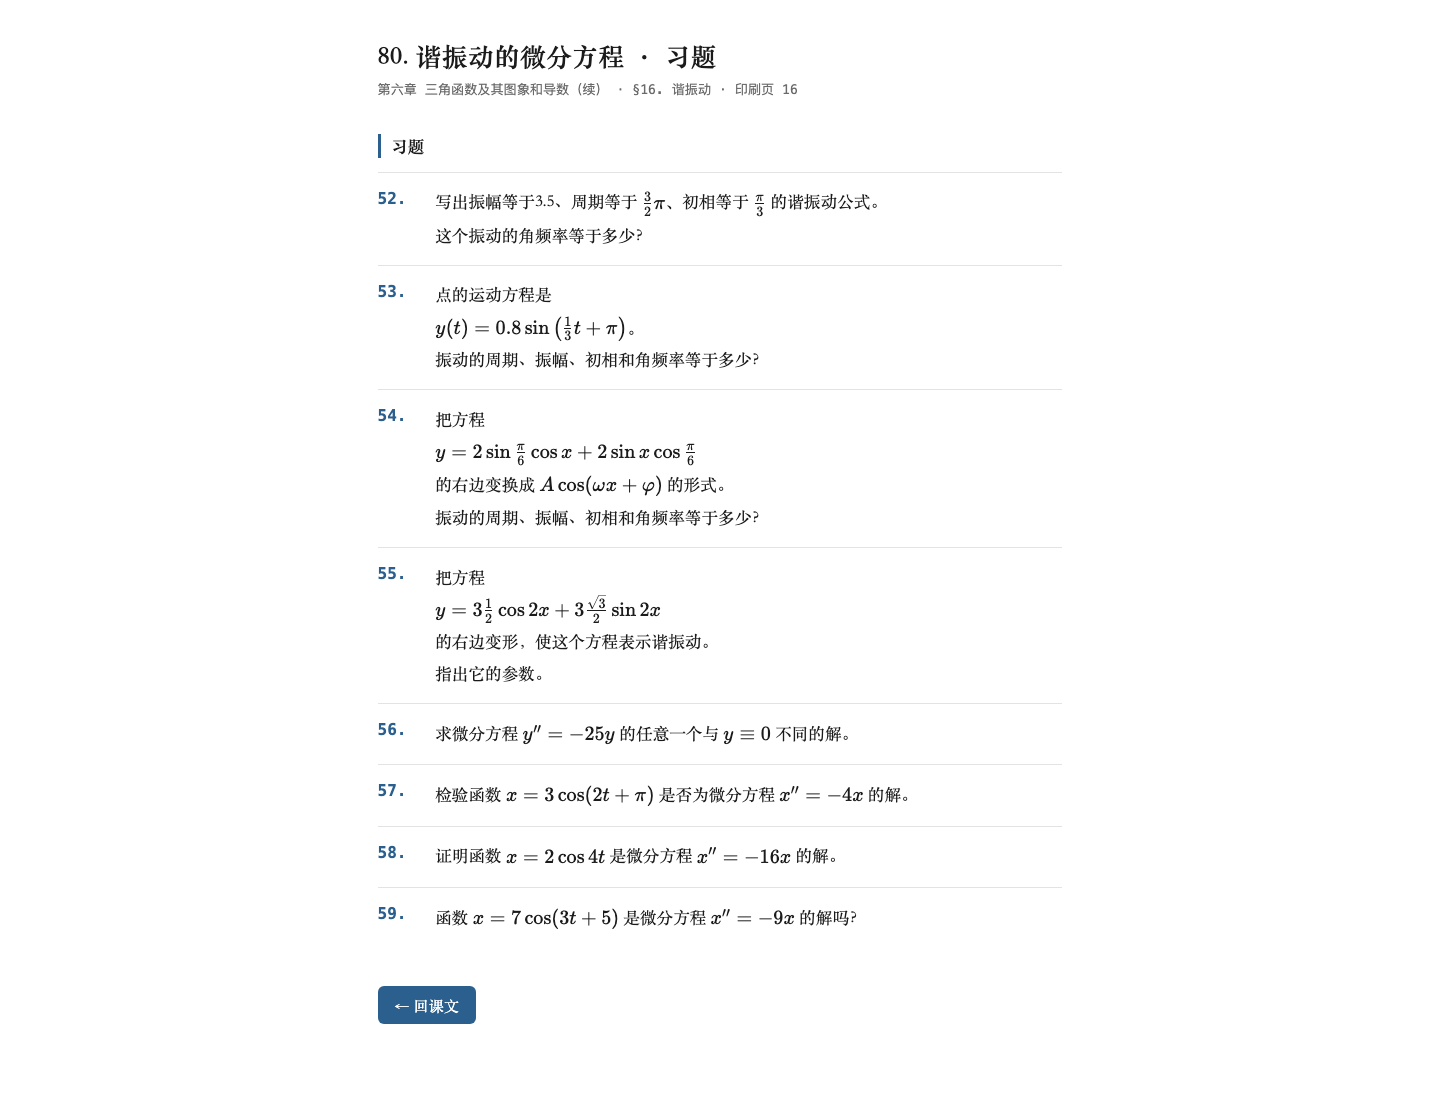 80. 谐振动的微分方程 · 习题
第六章 三角函数及其图象和导数（续） · §16. 谐振动 · 印刷页 16
习题
52. 写出振幅等于3.5、周期等于 3/2 π、初相等于 π/3 的谐振动公式。
这个振动的角频率等于多少?
53. 点的运动方程是
y(t) = 0.8 sin (1/3 t + π)。
振动的周期、振幅、初相和角频率等于多少?
54. 把方程
y = 2 sin π/6 cos x + 2 sin x cos π/6
的右边变换成 A cos(ωx + φ) 的形式。
振动的周期、振幅、初相和角频率等于多少?
55. 把方程
y = 3 1/2 cos 2x + 3 √3/2 sin 2x
的右边变形，使这个方程表示谐振动。
指出它的参数。
56. 求微分方程 y″ = −25y 的任意一个与 y ≡ 0 不同的解。
57. 检验函数 x = 3 cos(2t + π) 是否为微分方程 x″ = −4x 的解。
58. 证明函数 x = 2 cos 4t 是微分方程 x″ = −16x 的解。
59. 函数 x = 7 cos(3t + 5) 是微分方程 x″ = −9x 的解吗?
← 回课文